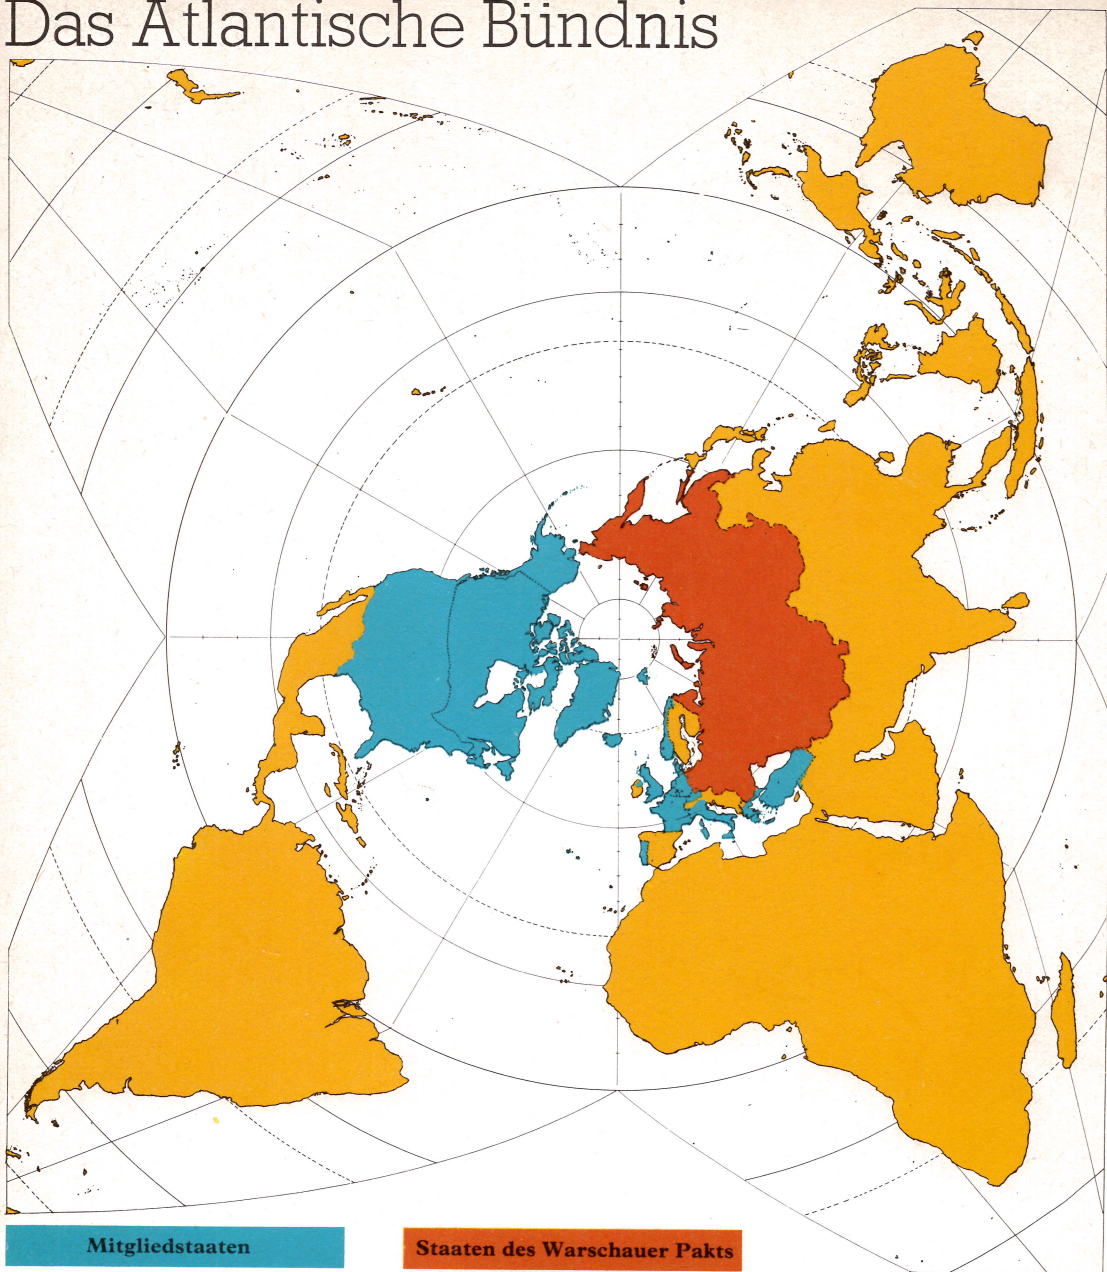 Das Atlantische Bündnis
Mitgliedstaaten
Staaten des Warschauer Pakts